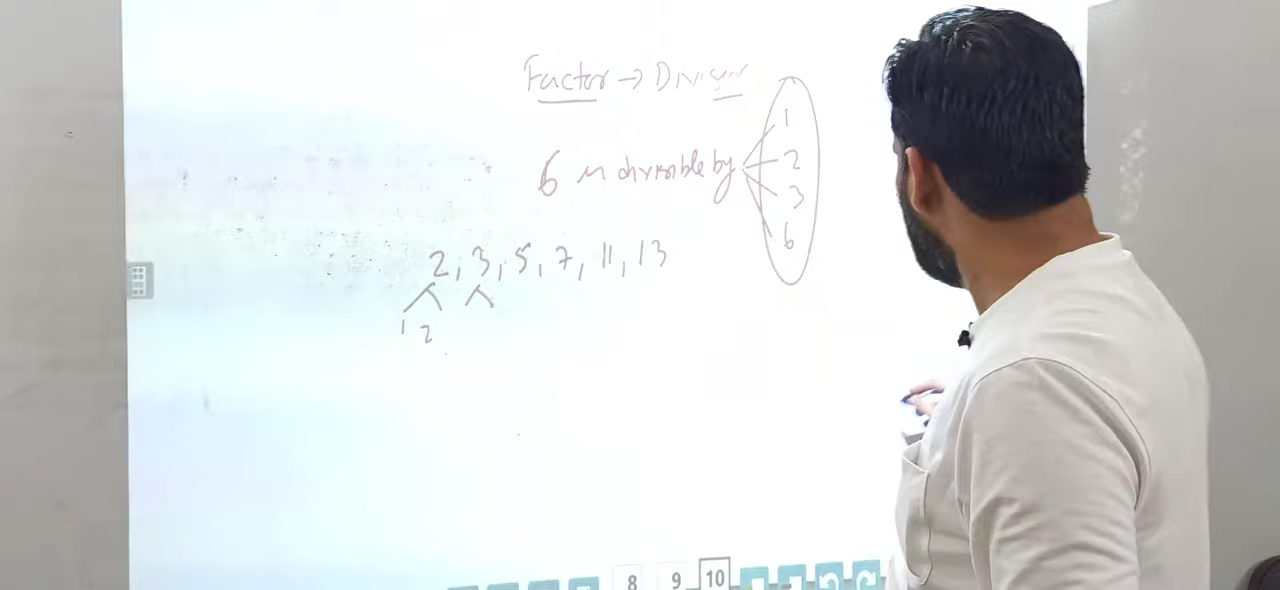 Factor → Divisor
6 is divisible by
1
2
3
6
2, 3, 5, 7, 11, 13
1 2
8 9 10